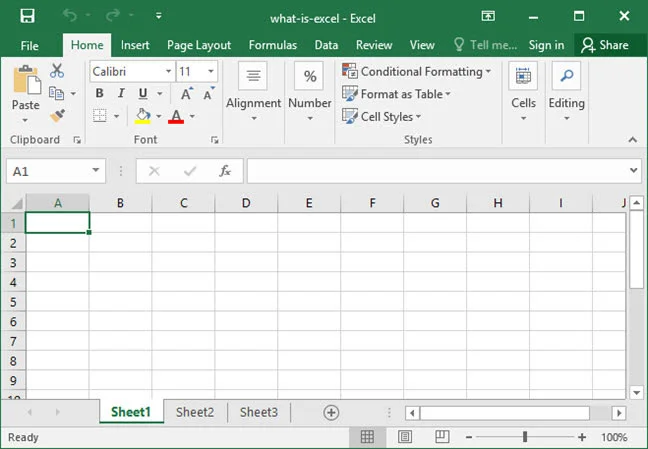 what-is-excel - Excel
File Home Insert Page Layout Formulas Data Review View Tell me... Sign in Share
Calibri 11 Conditional Formatting
Paste B I U A A Alignment % Number Format as Table Cells Editing
A Cell Styles
Clipboard Font Styles
A1 fx
A B C D E F G H I J
1
2
3
4
5
6
7
8
9
10
Sheet1 Sheet2 Sheet3
Ready 100%